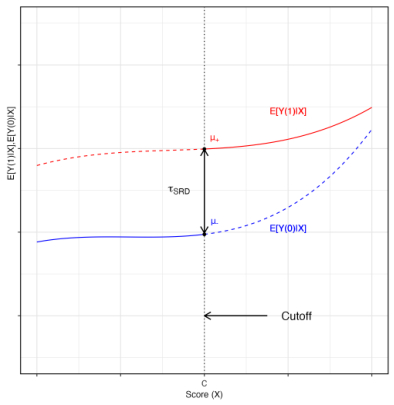 E[Y(1)|X],E[Y(0)|X]
E[Y(1)|X]
μ+
τSRD
μ-
E[Y(0)|X]
Cutoff
C
Score (X)